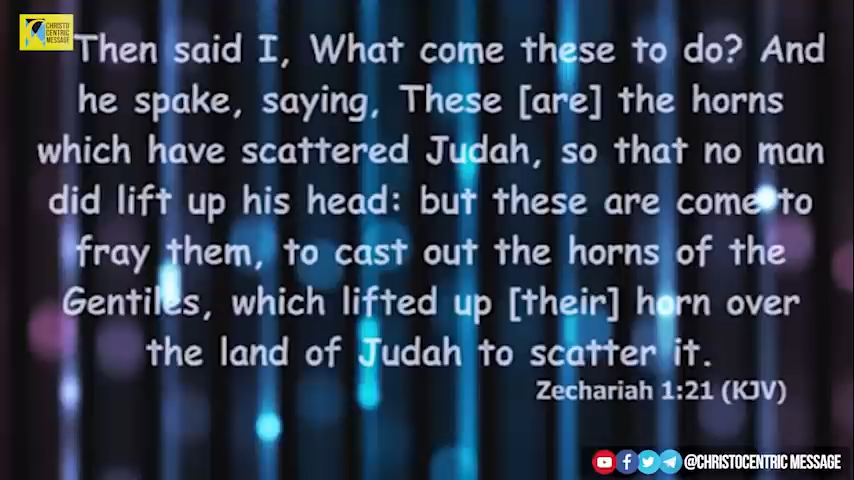 CHRISTO
CENTRIC
MESSAGE
Then said I, What come these to do? And
he spake, saying, These [are] the horns
which have scattered Judah, so that no man
did lift up his head: but these are come to
fray them, to cast out the horns of the
Gentiles, which lifted up [their] horn over
the land of Judah to scatter it.
Zechariah 1:21 (KJV)
@CHRISTOCENTRIC MESSAGE